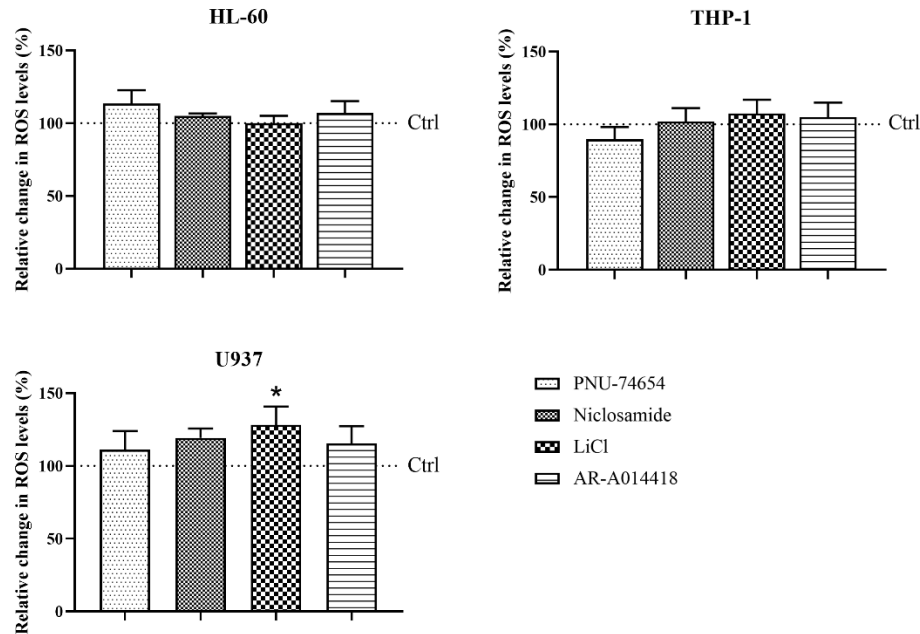 HL-60
Relative change in ROS levels (%)
150
100
50
0
Ctrl
THP-1
Relative change in ROS levels (%)
150
100
50
0
Ctrl
U937
Relative change in ROS levels (%)
150
100
50
0
*
Ctrl
PNU-74654
Niclosamide
LiCl
AR-A014418